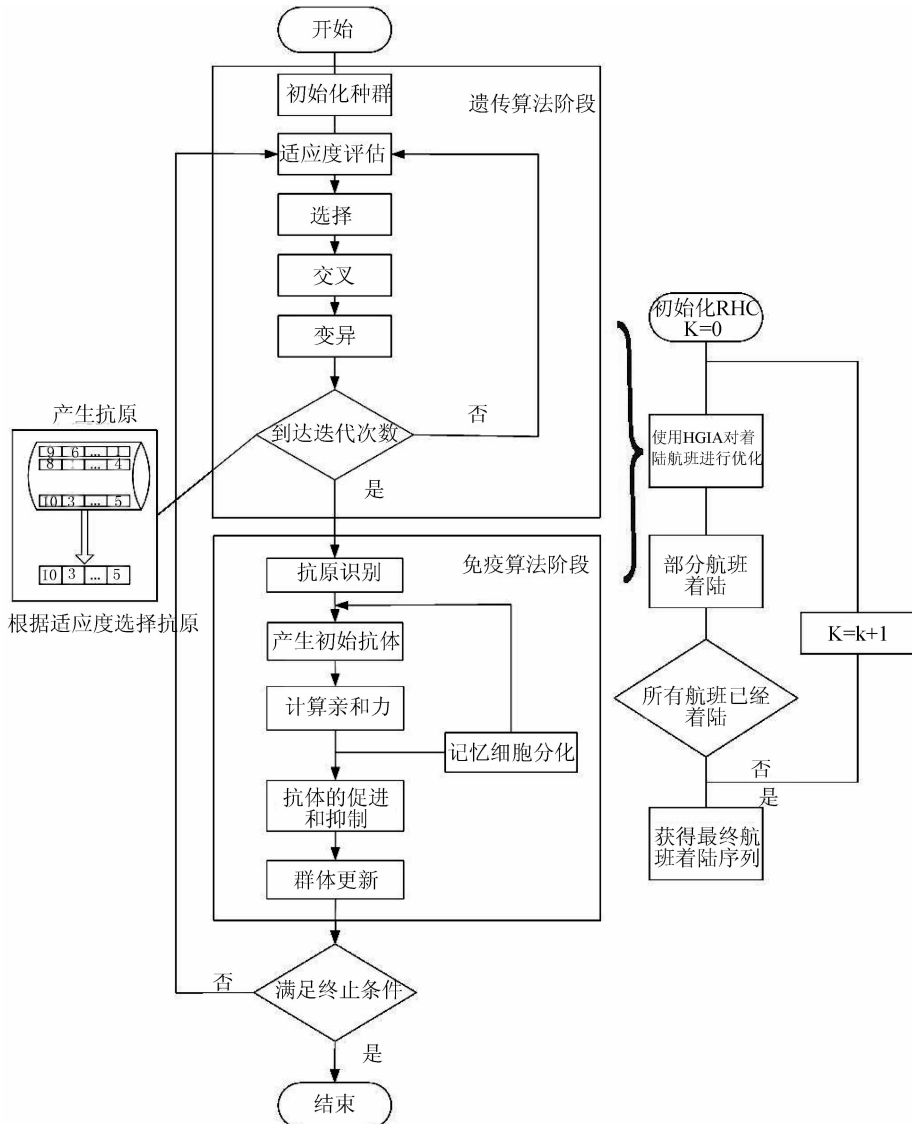 开始
初始化种群
遗传算法阶段
适应度评估
选择
交叉
变异
到达迭代次数
否
是
产生抗原
9 6 ... 1
8 ... 4
10 3 ... 5
10 3 ... 5
根据适应度选择抗原
免疫算法阶段
抗原识别
产生初始抗体
计算亲和力
记忆细胞分化
抗体的促进
和抑制
群体更新
满足终止条件
否
是
结束
初始化RHC
K=0
使用HGIA对着
陆航班进行优化
部分航班
着陆
K=k+1
所有航班已经
着陆
否
是
获得最终航
班着陆序列